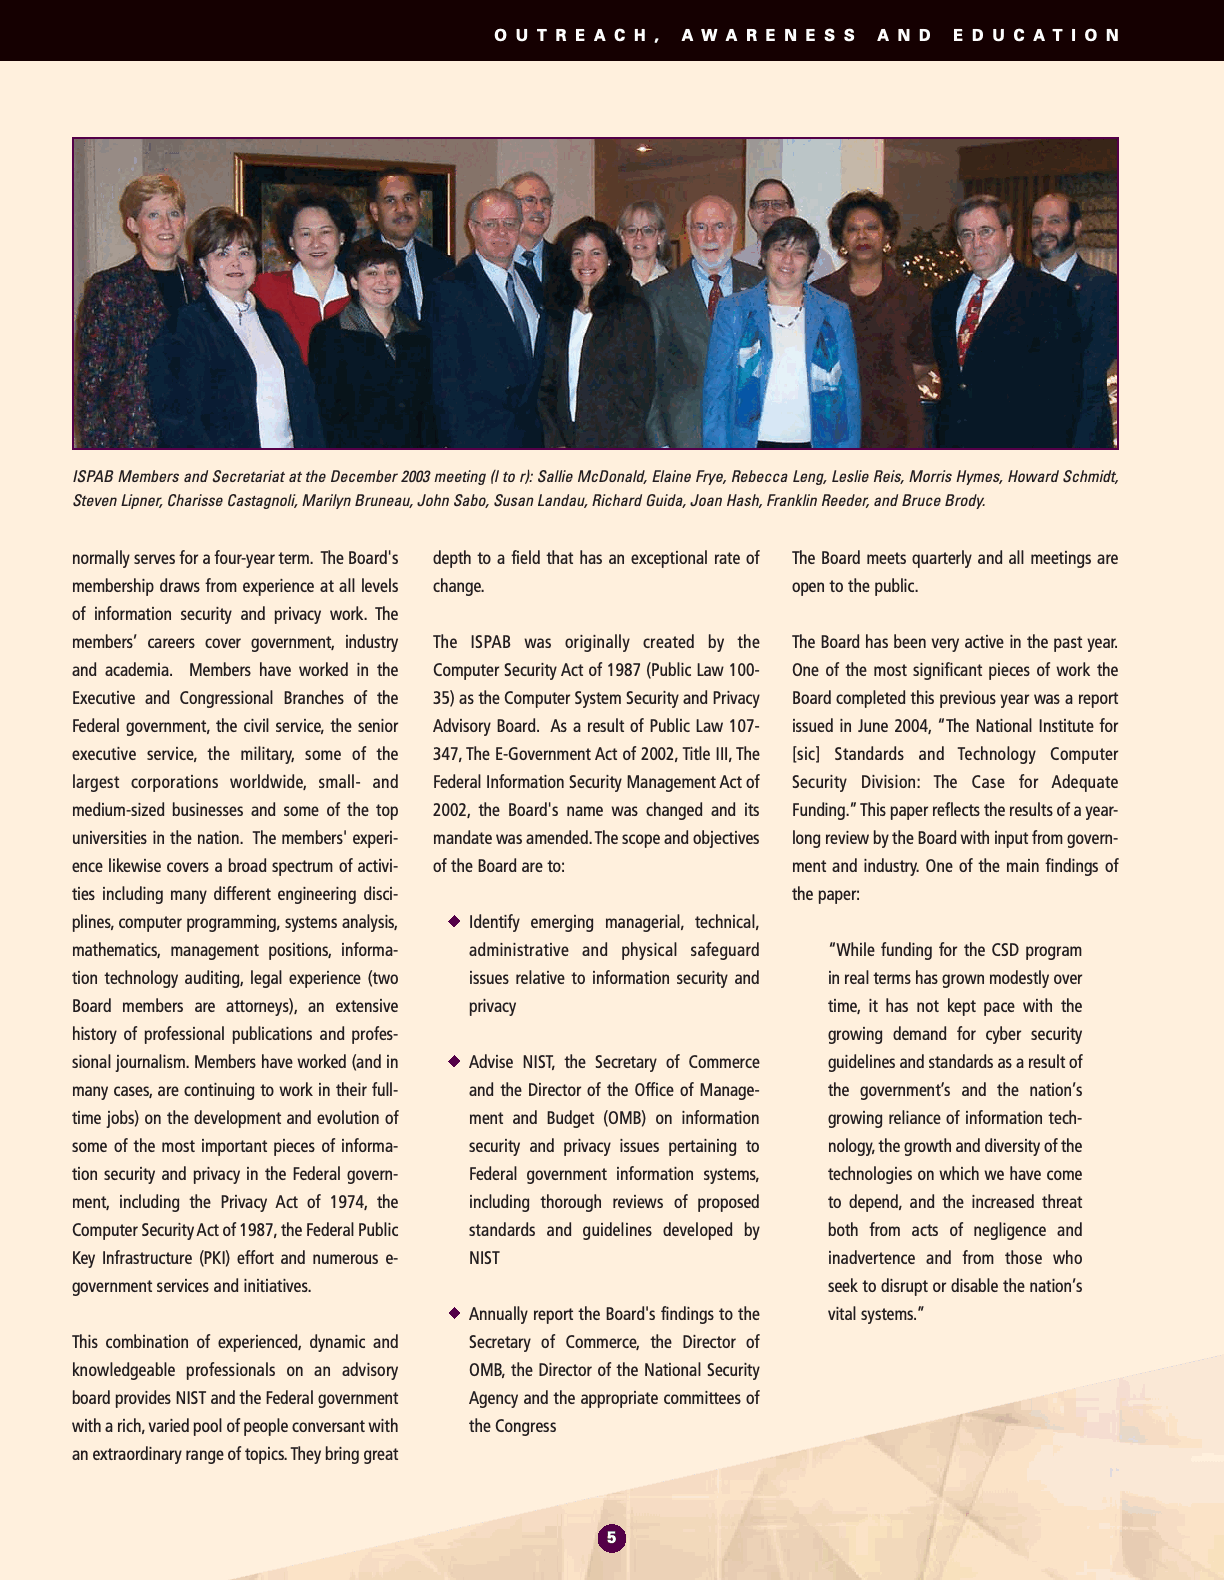 OUTREACH, AWARENESS AND EDUCATION
ISPAB Members and Secretariat at the December 2003 meeting (l to r): Sallie McDonald, Elaine Frye, Rebecca Leng, Leslie Reis, Morris Hymes, Howard Schmidt,
Steven Lipner, Charisse Castagnoli, Marilyn Bruneau, John Sabo, Susan Landau, Richard Guida, Joan Hash, Franklin Reeder, and Bruce Brody.
normally serves for a four-year term. The Board's
membership draws from experience at all levels
of information security and privacy work. The
members’ careers cover government, industry
and academia. Members have worked in the
Executive and Congressional Branches of the
Federal government, the civil service, the senior
executive service, the military, some of the
largest corporations worldwide, small- and
medium-sized businesses and some of the top
universities in the nation. The members' experi-
ence likewise covers a broad spectrum of activi-
ties including many different engineering disci-
plines, computer programming, systems analysis,
mathematics, management positions, informa-
tion technology auditing, legal experience (two
Board members are attorneys), an extensive
history of professional publications and profes-
sional journalism. Members have worked (and in
many cases, are continuing to work in their full-
time jobs) on the development and evolution of
some of the most important pieces of informa-
tion security and privacy in the Federal govern-
ment, including the Privacy Act of 1974, the
Computer Security Act of 1987, the Federal Public
Key Infrastructure (PKI) effort and numerous e-
government services and initiatives.
This combination of experienced, dynamic and
knowledgeable professionals on an advisory
board provides NIST and the Federal government
with a rich, varied pool of people conversant with
an extraordinary range of topics. They bring great
depth to a field that has an exceptional rate of
change.
The ISPAB was originally created by the
Computer Security Act of 1987 (Public Law 100-
35) as the Computer System Security and Privacy
Advisory Board. As a result of Public Law 107-
347, The E-Government Act of 2002, Title III, The
Federal Information Security Management Act of
2002, the Board's name was changed and its
mandate was amended. The scope and objectives
of the Board are to:
◆ Identify emerging managerial, technical,
administrative and physical safeguard
issues relative to information security and
privacy
◆ Advise NIST, the Secretary of Commerce
and the Director of the Office of Manage-
ment and Budget (OMB) on information
security and privacy issues pertaining to
Federal government information systems,
including thorough reviews of proposed
standards and guidelines developed by
NIST
◆ Annually report the Board's findings to the
Secretary of Commerce, the Director of
OMB, the Director of the National Security
Agency and the appropriate committees of
the Congress
The Board meets quarterly and all meetings are
open to the public.
The Board has been very active in the past year.
One of the most significant pieces of work the
Board completed this previous year was a report
issued in June 2004, “The National Institute for
[sic] Standards and Technology Computer
Security Division: The Case for Adequate
Funding.” This paper reflects the results of a year-
long review by the Board with input from govern-
ment and industry. One of the main findings of
the paper:
“While funding for the CSD program
in real terms has grown modestly over
time, it has not kept pace with the
growing demand for cyber security
guidelines and standards as a result of
the government’s and the nation’s
growing reliance of information tech-
nology, the growth and diversity of the
technologies on which we have come
to depend, and the increased threat
both from acts of negligence and
inadvertence and from those who
seek to disrupt or disable the nation’s
vital systems.”
5